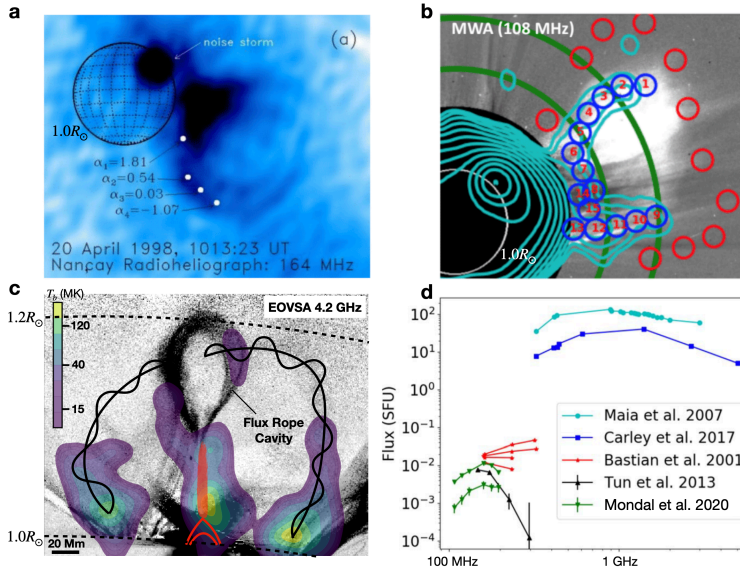 a
noise storm
(a)
1.0R☉
α₁=1.81
α₂=0.54
α₃=0.03
α₄=−1.07
20 April 1998, 1013:23 UT
Nancay Radioheliograph: 164 MHz
b
MWA (108 MHz)
1
2
3
4
5
6
7
8
9
10
11
12
13
15
1.0R☉
c
T_b (MK)
EOVSA 4.2 GHz
1.2R☉
120
40
15
Flux Rope
Cavity
1.0R☉
20 Mm
d
Flux (SFU)
10²
10¹
10⁰
10⁻¹
10⁻²
10⁻³
10⁻⁴
Maia et al. 2007
Carley et al. 2017
Bastian et al. 2001
Tun et al. 2013
Mondal et al. 2020
100 MHz
1 GHz